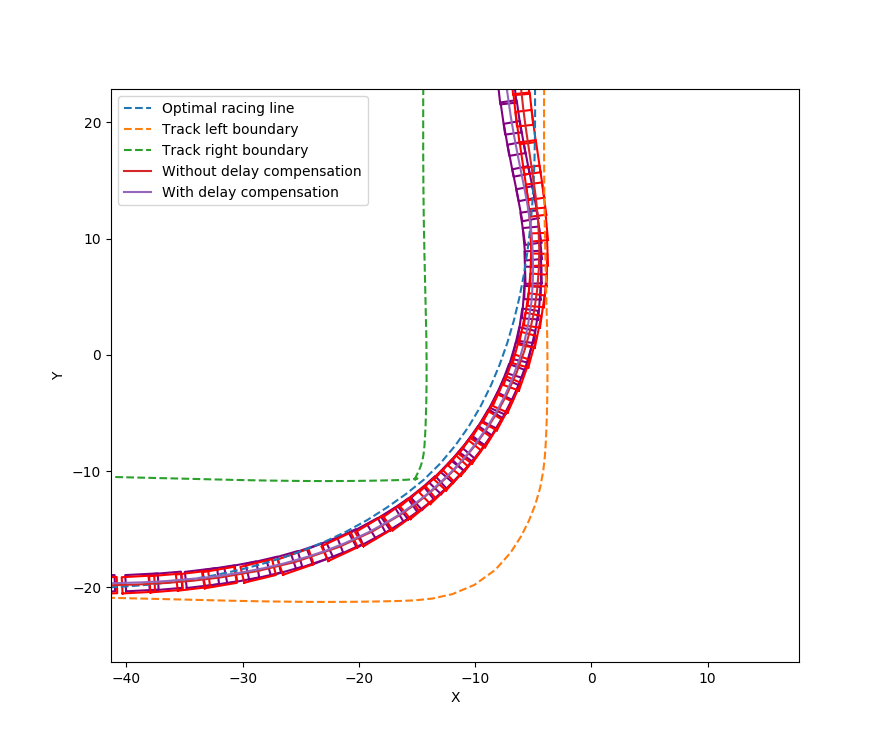 Optimal racing line
Track left boundary
Track right boundary
Without delay compensation
With delay compensation
20
10
0
−10
−20
Y
−40
−30
−20
−10
0
10
X